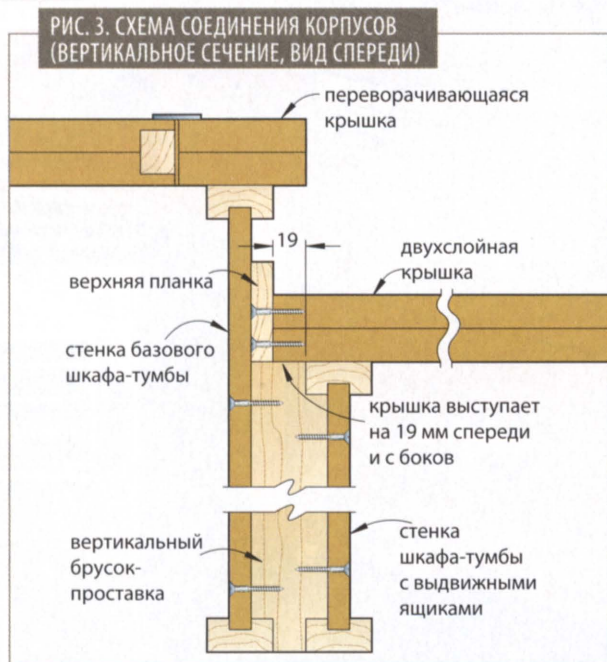 РИС. 3. СХЕМА СОЕДИНЕНИЯ КОРПУСОВ
(ВЕРТИКАЛЬНОЕ СЕЧЕНИЕ, ВИД СПЕРЕДИ)
переворачивающаяся
крышка
19
двухслойная
крышка
верхняя планка
стенка базового
шкафа-тумбы
крышка выступает
на 19 мм спереди
и с боков
вертикальный
брусок-
проставка
стенка
шкафа-тумбы
с выдвижными
ящиками